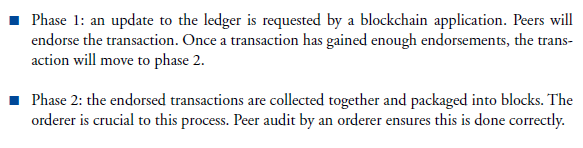 ■ Phase 1: an update to the ledger is requested by a blockchain application. Peers will
endorse the transaction. Once a transaction has gained enough endorsements, the trans-
action will move to phase 2.
■ Phase 2: the endorsed transactions are collected together and packaged into blocks. The
orderer is crucial to this process. Peer audit by an orderer ensures this is done correctly.